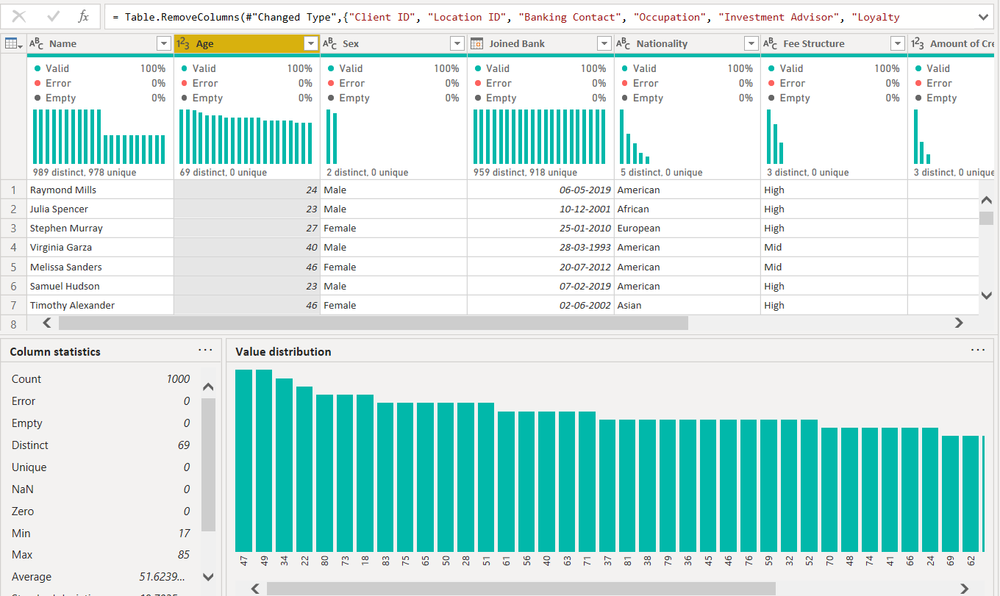 fx = Table.RemoveColumns(#"Changed Type",{"Client ID", "Location ID", "Banking Contact", "Occupation", "Investment Advisor", "Loyalty
ABC Name 123 Age ABC Sex Joined Bank ABC Nationality ABC Fee Structure 123 Amount of Cre
Valid 100% Valid 100% Valid 100% Valid 100% Valid 100% Valid 100% Valid
Error 0% Error 0% Error 0% Error 0% Error 0% Error 0% Error
Empty 0% Empty 0% Empty 0% Empty 0% Empty 0% Empty 0% Empty
989 distinct, 978 unique 69 distinct, 0 unique 2 distinct, 0 unique 959 distinct, 918 unique 5 distinct, 0 unique 3 distinct, 0 unique 3 distinct, 0 unique
1 Raymond Mills 24 Male 06-05-2019 American High
2 Julia Spencer 23 Male 10-12-2001 African High
3 Stephen Murray 27 Female 25-01-2010 European High
4 Virginia Garza 40 Male 28-03-1993 American Mid
5 Melissa Sanders 46 Female 20-07-2012 American Mid
6 Samuel Hudson 23 Male 07-02-2019 American High
7 Timothy Alexander 46 Female 02-06-2002 Asian High
8
Column statistics ...
Count 1000
Error 0
Empty 0
Distinct 69
Unique 0
NaN 0
Zero 0
Min 17
Max 85
Average 51.6239...
Value distribution ...
47 49 34 22 80 73 18 83 75 65 50 28 51 61 56 40 63 71 37 81 38 79 36 45 46 76 59 32 52 70 48 74 41 66 24 69 62